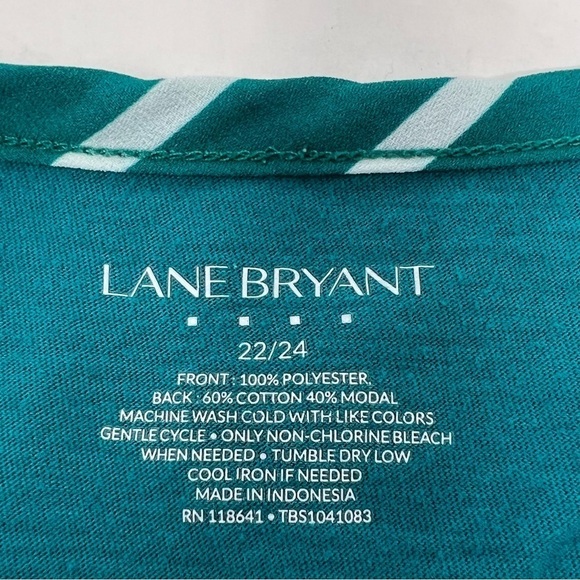 LANE BRYANT
22/24
FRONT : 100% POLYESTER,
BACK : 60% COTTON 40% MODAL
MACHINE WASH COLD WITH LIKE COLORS
GENTLE CYCLE • ONLY NON-CHLORINE BLEACH
WHEN NEEDED • TUMBLE DRY LOW
COOL IRON IF NEEDED
MADE IN INDONESIA
RN 118641 • TBS1041083